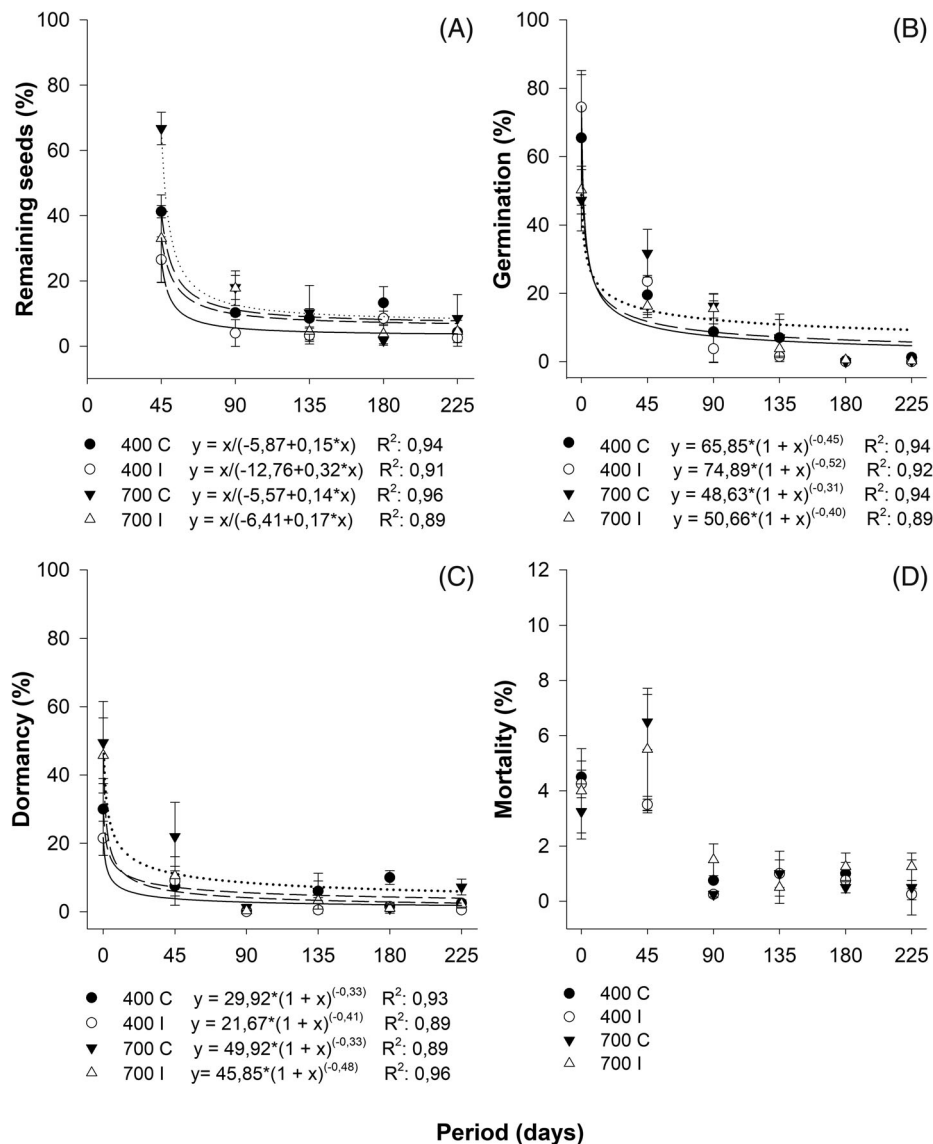 (A)
Remaining seeds (%)
100
80
60
40
20
0
0 45 90 135 180 225
400 C y = x/(-5,87+0,15*x) R²: 0,94
400 I y = x/(-12,76+0,32*x) R²: 0,91
700 C y = x/(-5,57+0,14*x) R²: 0,96
700 I y = x/(-6,41+0,17*x) R²: 0,89
(B)
Germination (%)
100
80
60
40
20
0
0 45 90 135 180 225
400 C y = 65,85*(1 + x)^(-0,45) R²: 0,94
400 I y = 74,89*(1 + x)^(-0,52) R²: 0,92
700 C y = 48,63*(1 + x)^(-0,31) R²: 0,94
700 I y = 50,66*(1 + x)^(-0,40) R²: 0,89
(C)
Dormancy (%)
100
80
60
40
20
0
0 45 90 135 180 225
400 C y = 29,92*(1 + x)^(-0,33) R²: 0,93
400 I y = 21,67*(1 + x)^(-0,41) R²: 0,89
700 C y = 49,92*(1 + x)^(-0,33) R²: 0,89
700 I y= 45,85*(1 + x)^(-0,48) R²: 0,96
(D)
Mortality (%)
12
10
8
6
4
2
0
0 45 90 135 180 225
400 C
400 I
700 C
700 I
Period (days)